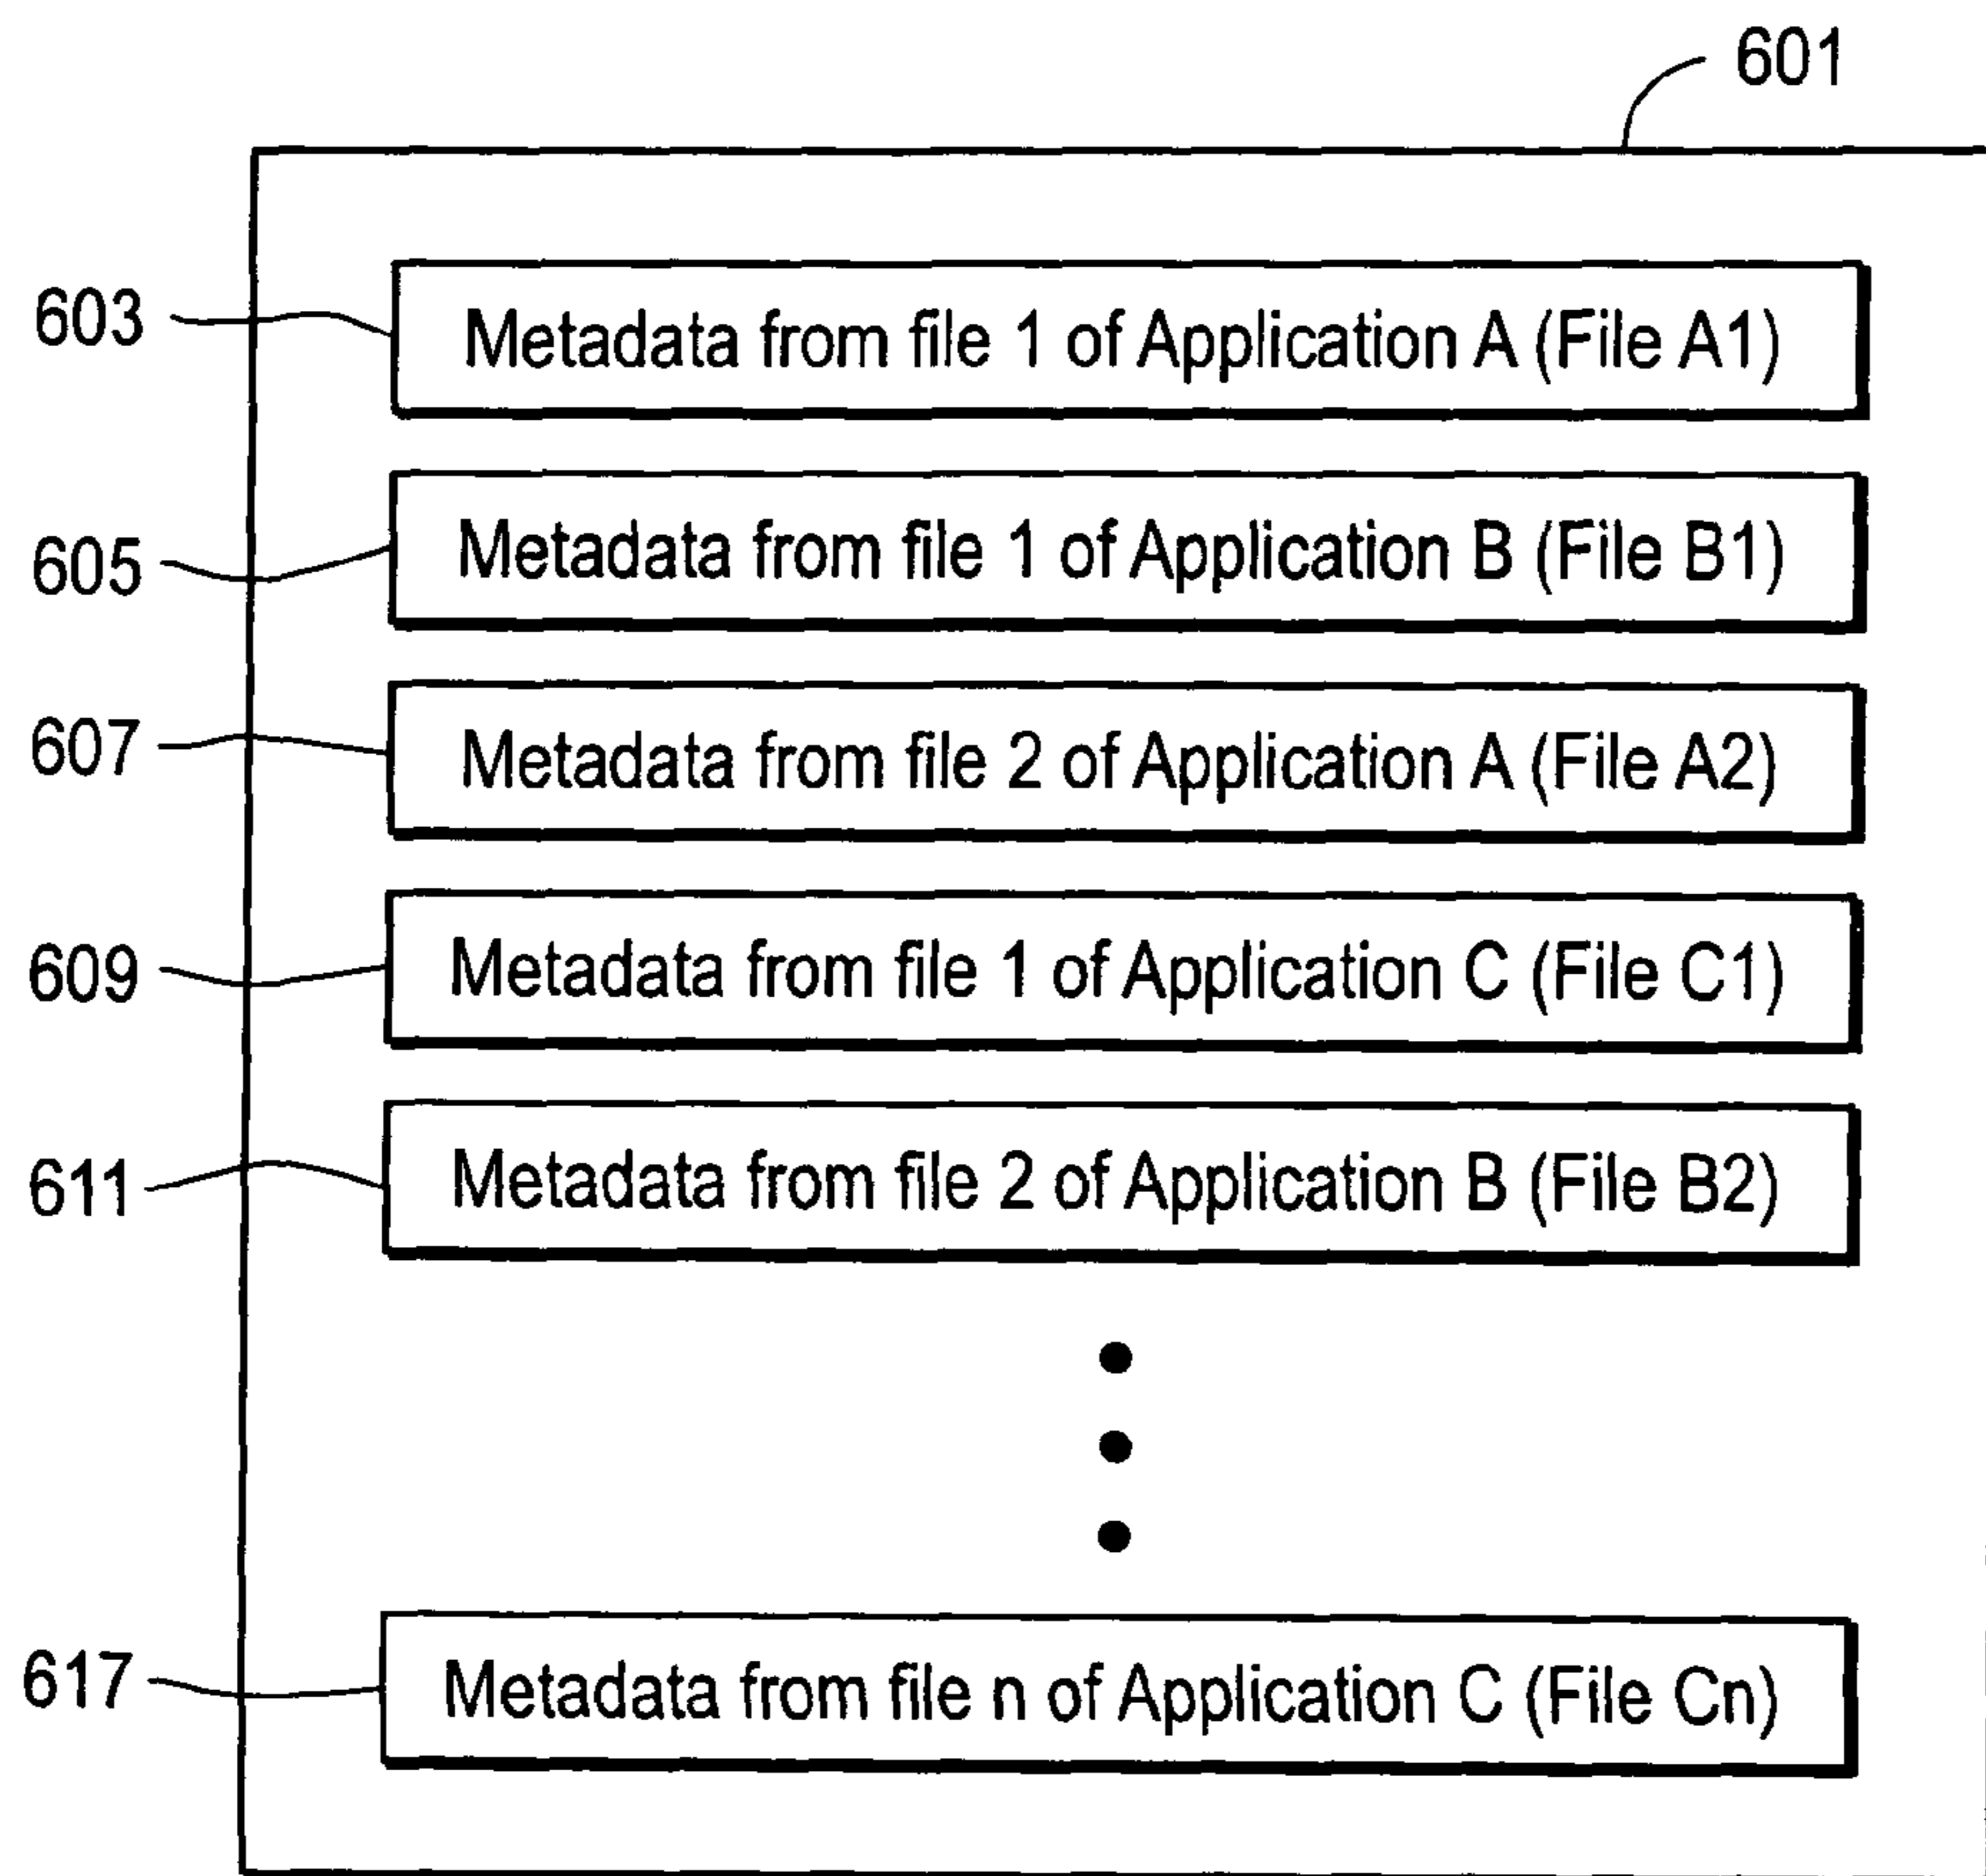 601
603 Metadata from file 1 of Application A (File A1)
605 Metadata from file 1 of Application B (File B1)
607 Metadata from file 2 of Application A (File A2)
609 Metadata from file 1 of Application C (File C1)
611 Metadata from file 2 of Application B (File B2)
617 Metadata from file n of Application C (File Cn)